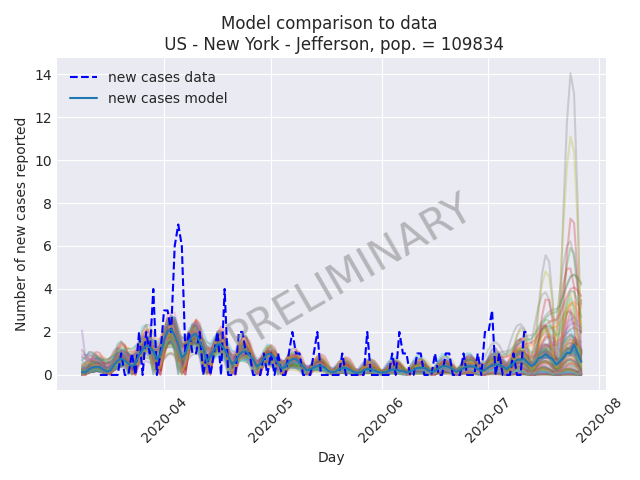 Model comparison to data
US - New York - Jefferson, pop. = 109834
new cases data
new cases model
PRELIMINARY
Number of new cases reported
14
12
10
8
6
4
2
0
2020-04
2020-05
2020-06
2020-07
2020-08
Day